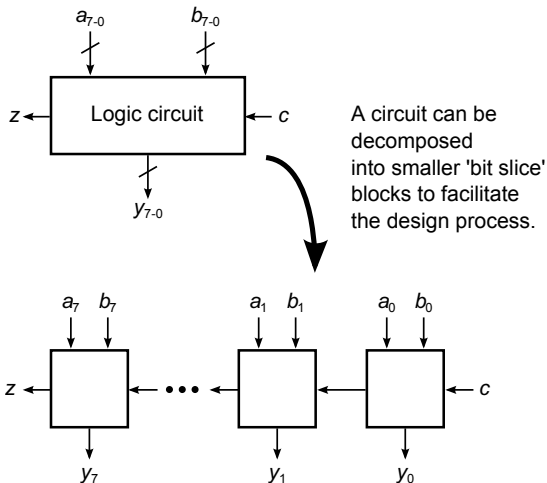 a7-0 b7-0
z Logic circuit c
y7-0
A circuit can be
decomposed
into smaller 'bit slice'
blocks to facilitate
the design process.
a7 b7 a1 b1 a0 b0
z ••• c
y7 y1 y0